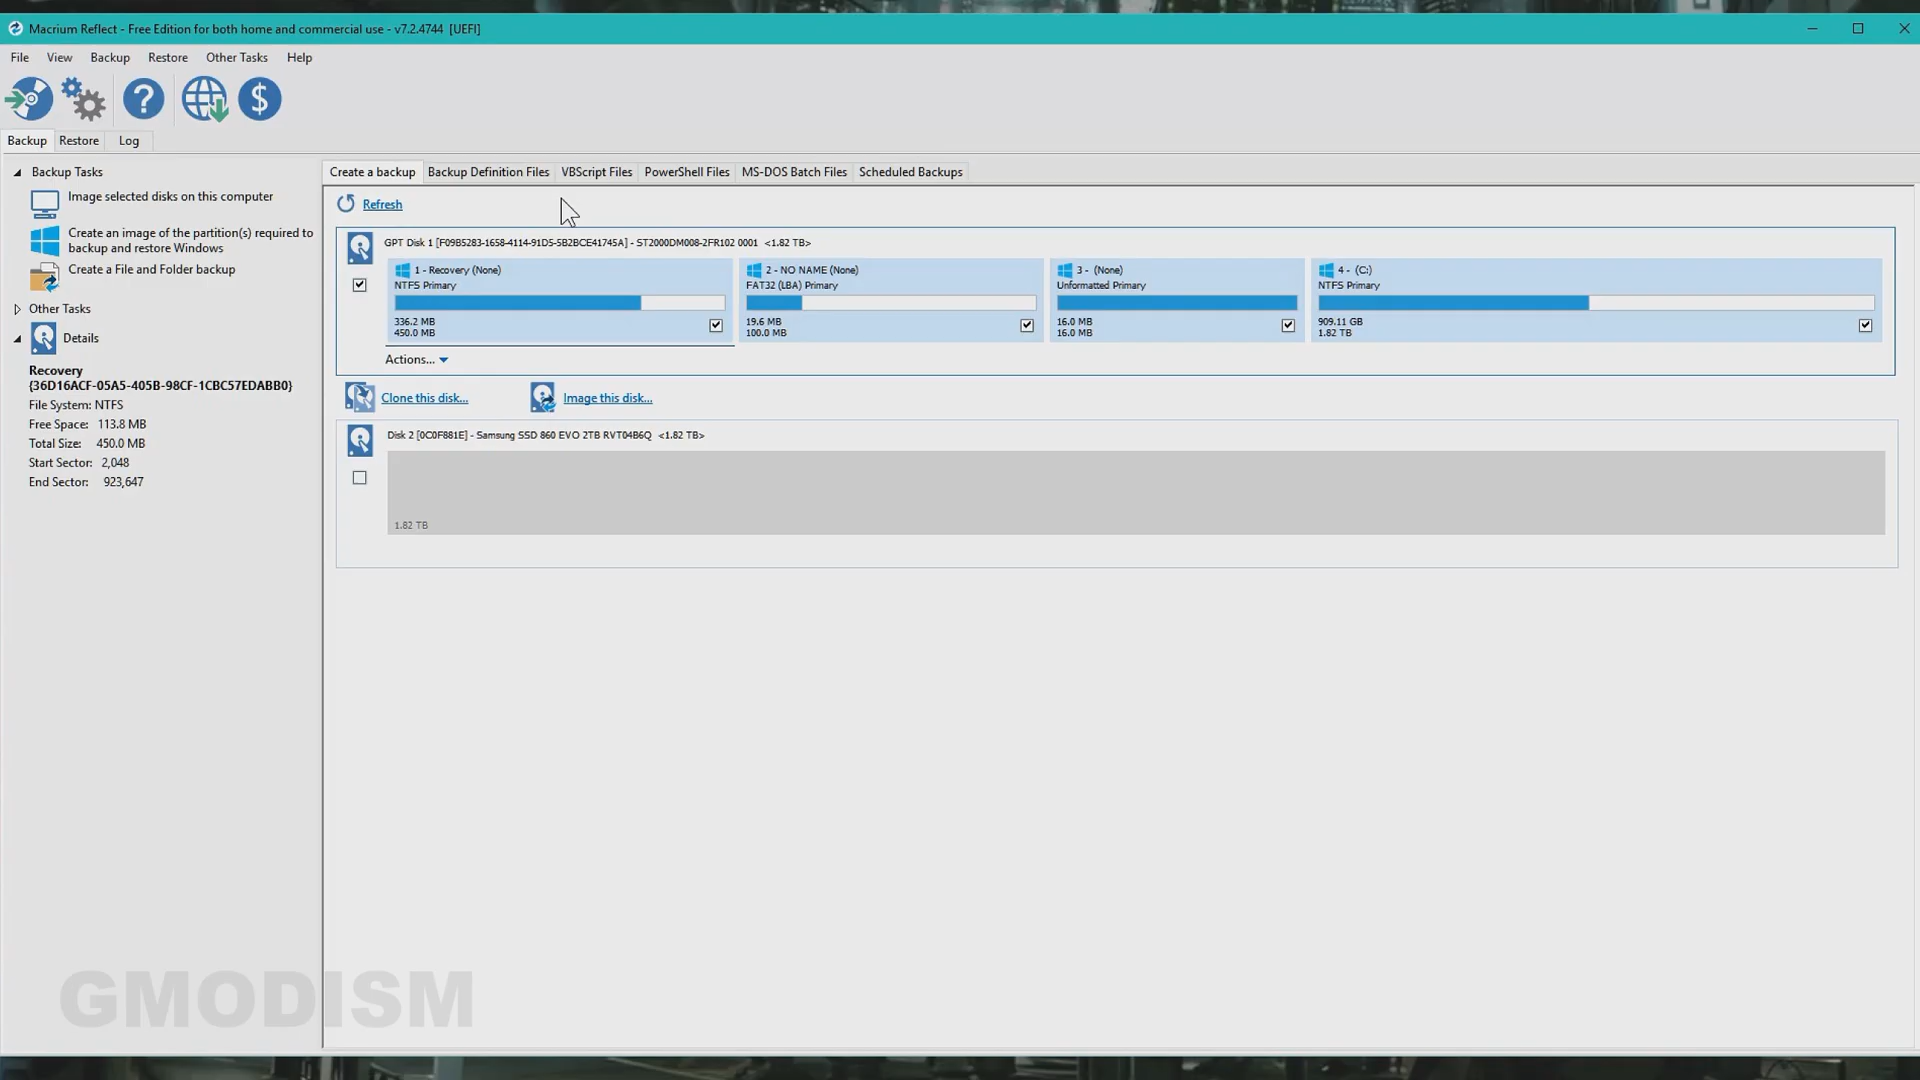 Macrium Reflect - Free Edition for both home and commercial use - v7.2.4744 [UEFI]
File View Backup Restore Other Tasks Help
Backup Restore Log
Backup Tasks
Image selected disks on this computer
Create an image of the partition(s) required to
backup and restore Windows
Create a File and Folder backup
Other Tasks
Details
Recovery
{36D16ACF-05A5-405B-98CF-1CBC57EDABB0}
File System: NTFS
Free Space: 113.8 MB
Total Size: 450.0 MB
Start Sector: 2,048
End Sector: 923,647
Create a backup Backup Definition Files VBScript Files PowerShell Files MS-DOS Batch Files Scheduled Backups
Refresh
GPT Disk 1 [F09B5283-1658-4114-91D5-5B2BCE41745A] - ST2000DM008-2FR102 0001 <1.82 TB>
1 - Recovery (None)
NTFS Primary
336.2 MB
450.0 MB
2 - NO NAME (None)
FAT32 (LBA) Primary
19.6 MB
100.0 MB
3 - (None)
Unformatted Primary
16.0 MB
16.0 MB
4 - (C:)
NTFS Primary
909.11 GB
1.82 TB
Actions...
Clone this disk... Image this disk...
Disk 2 [0C0F881E] - Samsung SSD 860 EVO 2TB RVT04B6Q <1.82 TB>
1.82 TB
GMODISM